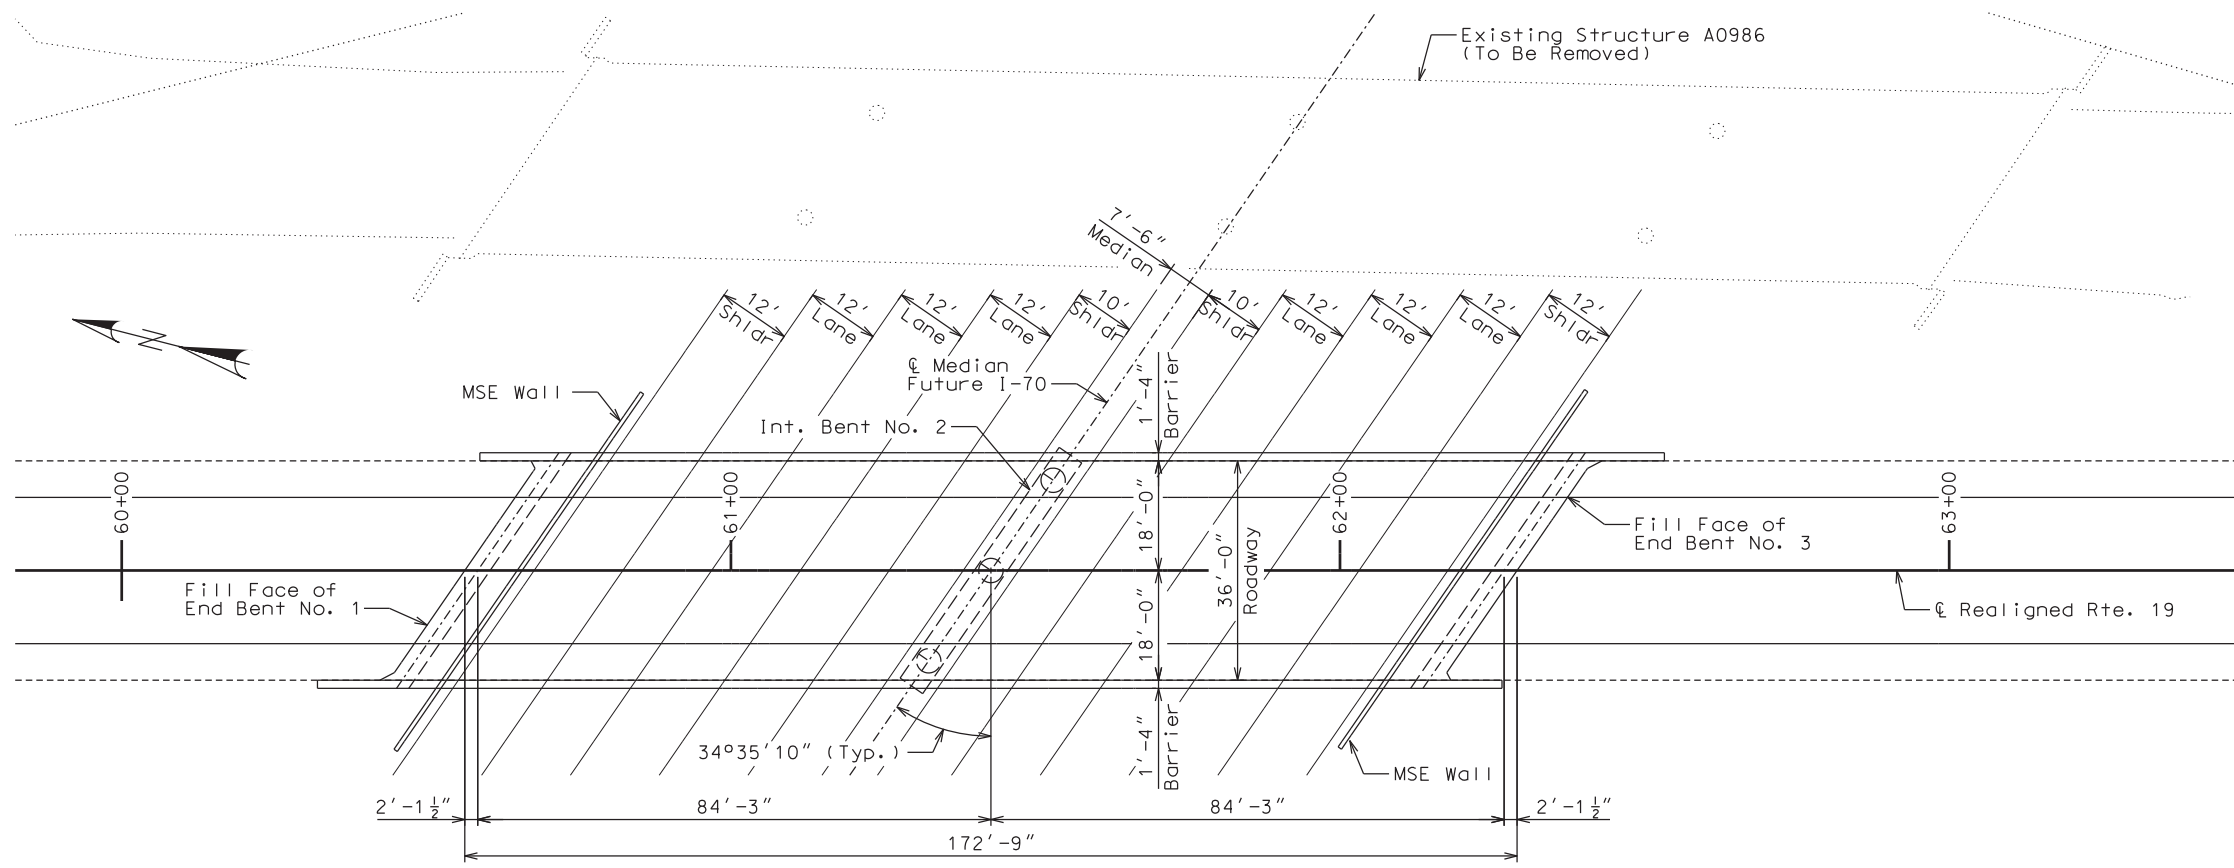 Existing Structure A0986
(To Be Removed)
7'-6"
Median
12'
Shldr
12'
Lane
12'
Lane
12'
Lane
10'
Shldr
10'
Shldr
12'
Lane
12'
Lane
12'
Lane
12'
Shldr
N
℄ Median
Future I-70
MSE Wall
1'-4"
Barrier
Int. Bent No. 2
60+00
61+00
62+00
63+00
18'-0"
36'-0"
Roadway
18'-0"
Fill Face of
End Bent No. 3
Fill Face of
End Bent No. 1
℄ Realigned Rte. 19
34°35'10" (Typ.)
1'-4"
Barrier
MSE Wall
2'-1 1/2"
84'-3"
84'-3"
2'-1 1/2"
172'-9"